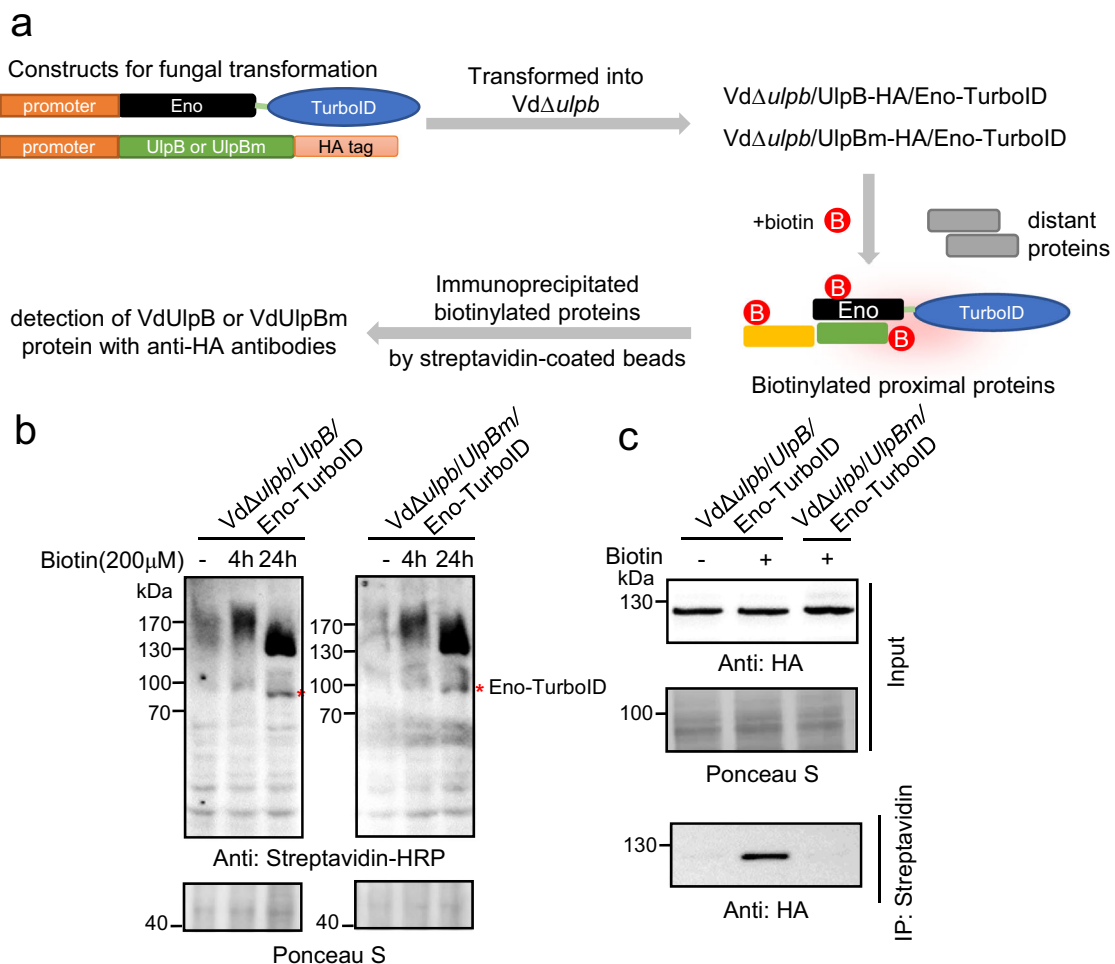 a
Constructs for fungal transformation
promoter Eno TurboID
promoter UlpB or UlpBm HA tag
Transformed into
VdΔulpb
VdΔulpb/UlpB-HA/Eno-TurboID
VdΔulpb/UlpBm-HA/Eno-TurboID
+biotin B
distant
proteins
B
B Eno TurboID
B
Biotinylated proximal proteins
Immunoprecipitated
biotinylated proteins
by streptavidin-coated beads
detection of VdUlpB or VdUlpBm
protein with anti-HA antibodies
b
VdΔulpb/UlpB/
Eno-TurboID
VdΔulpb/UlpBm/
Eno-TurboID
Biotin(200μM) - 4h 24h - 4h 24h
kDa
170 170
130 130
100 * 100 * Eno-TurboID
70 70
Anti: Streptavidin-HRP
40 40
Ponceau S
c
VdΔulpb/UlpB/
Eno-TurboID
VdΔulpb/UlpBm/
Eno-TurboID
Biotin - + +
kDa
130
Anti: HA
100
Ponceau S
Input
130
Anti: HA
IP: Streptavidin